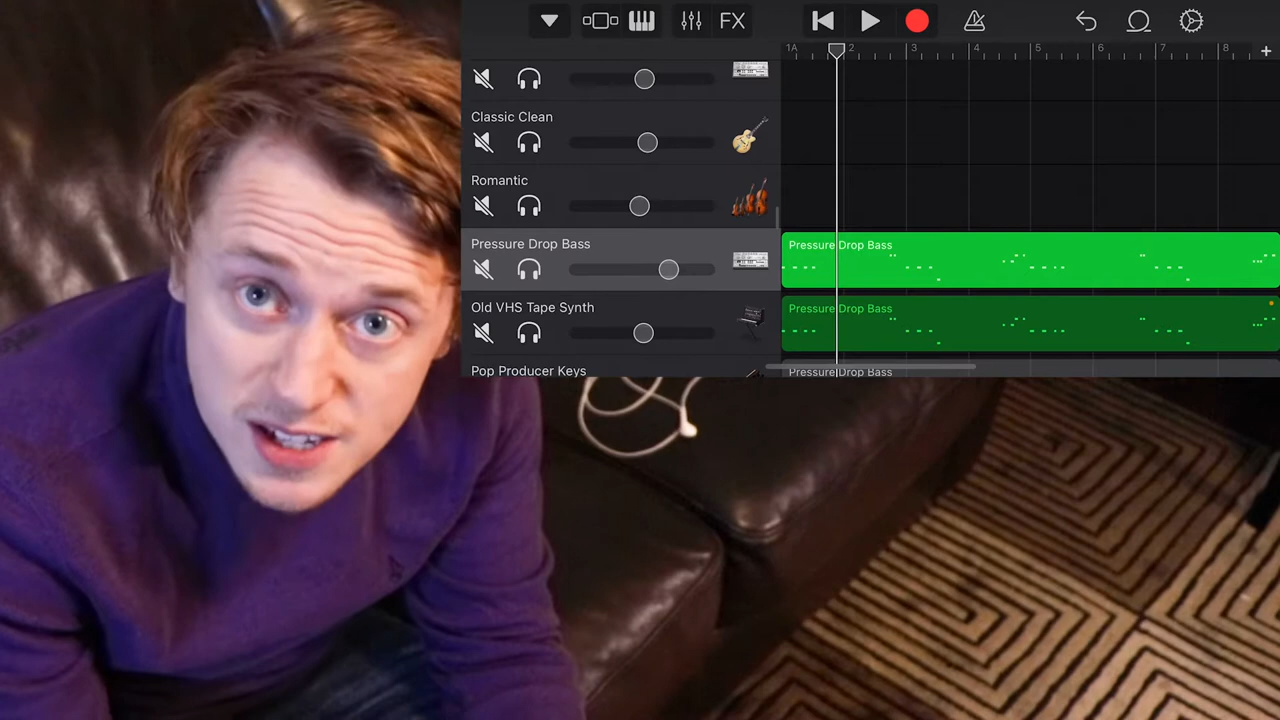 FX
1A 2 3 4 5 6 7 8 +
Classic Clean
Romantic
Pressure Drop Bass
Pressure Drop Bass
Old VHS Tape Synth
Pressure Drop Bass
Pop Producer Keys
Pressure Drop Bass